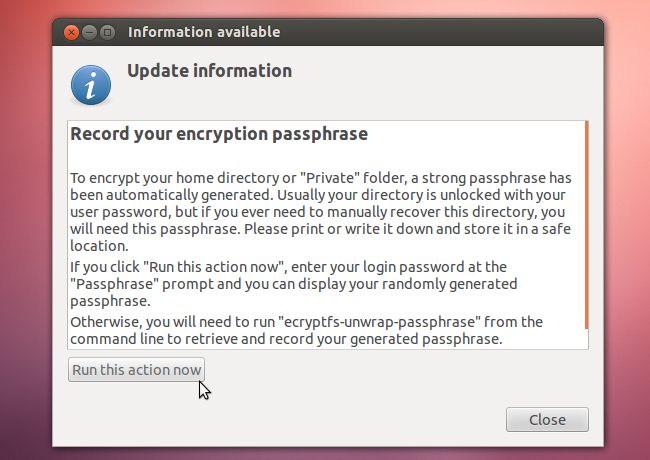 Information available
Update information
Record your encryption passphrase
To encrypt your home directory or "Private" folder, a strong passphrase has
been automatically generated. Usually your directory is unlocked with your
user password, but if you ever need to manually recover this directory, you
will need this passphrase. Please print or write it down and store it in a safe
location.
If you click "Run this action now", enter your login password at the
"Passphrase" prompt and you can display your randomly generated
passphrase.
Otherwise, you will need to run "ecryptfs-unwrap-passphrase" from the
command line to retrieve and record your generated passphrase.
Run this action now
Close